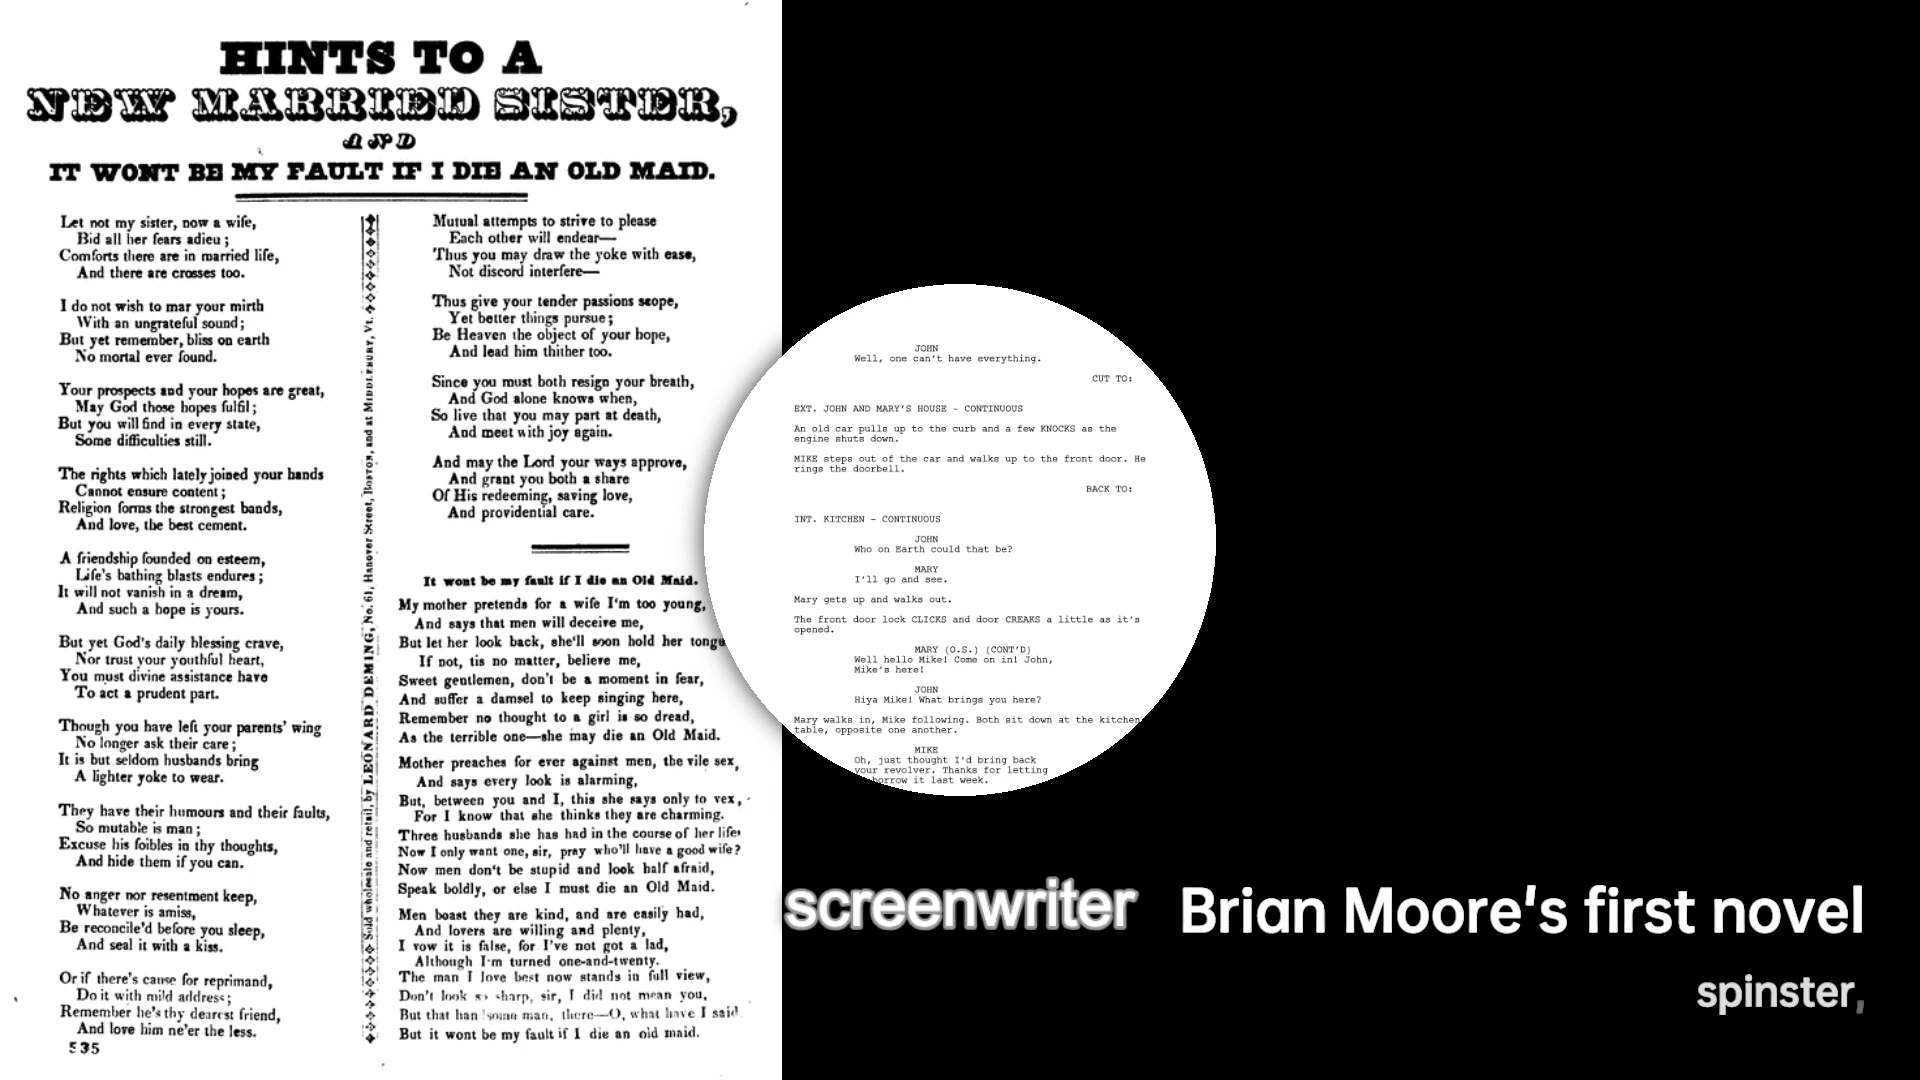 HINTS TO A
NEW MARRIED SISTER,
AND
IT WONT BE MY FAULT IF I DIE AN OLD MAID.
Let not my sister, now a wife,
Bid all her fears adieu;
Comforts there are in married life,
And there are crosses too.
I do not wish to mar your mirth
With an ungrateful sound;
But yet remember, bliss on earth
No mortal ever found.
Your prospects and your hopes are great,
May God those hopes fulfil;
But you will find in every state,
Some difficulties still.
The rights which lately joined your hands
Cannot ensure content;
Religion forms the strongest bands,
And love, the best cement.
A friendship founded on esteem,
Life's bathing blasts endures;
It will not vanish in a dream,
And such a hope is yours.
But yet God's daily blessing crave,
Nor trust your youthful heart,
You must divine assistance have
To act a prudent part.
Though you have left your parents' wing
No longer ask their care;
It is but seldom husbands bring
A lighter yoke to wear.
They have their humours and their faults,
So mutable is man;
Excuse his foibles in thy thoughts,
And hide them if you can.
No anger nor resentment keep,
Whatever is amiss,
Be reconcile'd before you sleep,
And seal it with a kiss.
Or if there's cause for reprimand,
Do it with mild address;
Remember he's thy dearest friend,
And love him ne'er the less.
535
Sold wholesale and retail, by LEONARD DEMING, No. 61, Hanover Street, Boston, and at MIDDLEBURY, Vt.
Mutual attempts to strive to please
Each other will endear—
Thus you may draw the yoke with ease,
Not discord interfere—
Thus give your tender passions scope,
Yet better things pursue;
Be Heaven the object of your hope,
And lead him thither too.
Since you must both resign your breath,
And God alone knows when,
So live that you may part at death,
And meet with joy again.
And may the Lord your ways approve,
And grant you both a share
Of His redeeming, saving love,
And providential care.
It wont be my fault if I die an Old Maid.
My mother pretends for a wife I'm too young,
And says that men will deceive me,
But let her look back, she'll soon hold her tongue
If not, tis no matter, believe me,
Sweet gentlemen, don't be a moment in fear,
And suffer a damsel to keep singing here,
Remember no thought to a girl is so dread,
As the terrible one—she may die an Old Maid.
Mother preaches for ever against men, the vile sex,
And says every look is alarming,
But, between you and I, this she says only to vex,
For I know that she thinks they are charming.
Three husbands she has had in the course of her life,
Now I only want one, sir, pray who'll have a good wife?
Now men don't be stupid and look half afraid,
Speak boldly, or else I must die an Old Maid.
Men boast they are kind, and are easily had,
And lovers are willing and plenty,
I vow it is false, for I've not got a lad,
Although I'm turned one-and-twenty.
The man I love best now stands in full view,
Don't look so sharp, sir, I did not mean you,
But that handsome man, there—O, what have I said
But it wont be my fault if I die an old maid.
JOHN
Well, one can't have everything.
CUT TO:
EXT. JOHN AND MARY'S HOUSE - CONTINUOUS
An old car pulls up to the curb and a few KNOCKS as the
engine shuts down.
MIKE steps out of the car and walks up to the front door. He
rings the doorbell.
BACK TO:
INT. KITCHEN - CONTINUOUS
JOHN
Who on Earth could that be?
MARY
I'll go and see.
Mary gets up and walks out.
The front door lock CLICKS and door CREAKS a little as it's
opened.
MARY (O.S.) (CONT'D)
Well hello Mike! Come on in! John,
Mike's here!
JOHN
Hiya Mike! What brings you here?
Mary walks in, Mike following. Both sit down at the kitchen
table, opposite one another.
MIKE
Oh, just thought I'd bring back
your revolver. Thanks for letting
borrow it last week.
screenwriter Brian Moore's first novel
spinster,